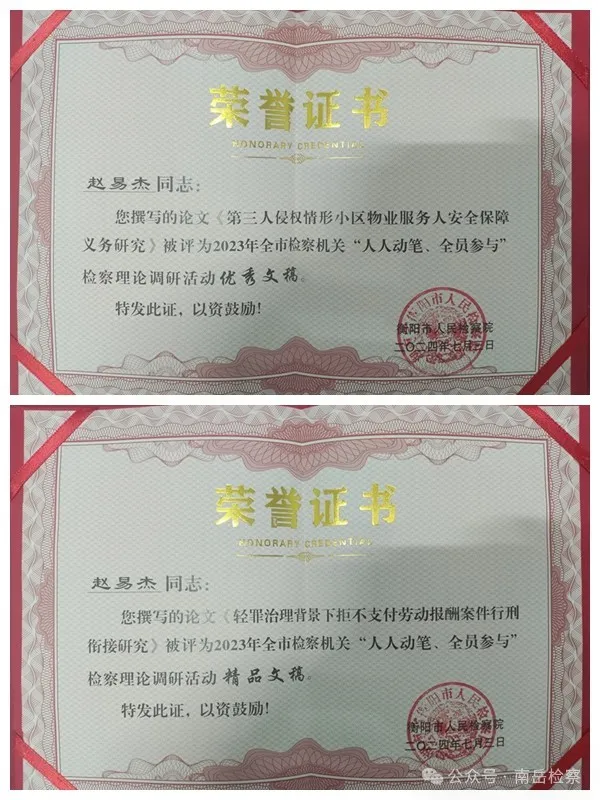 荣誉证书
HONORARY CREDENTIAL
赵易杰同志：
您撰写的论文《第三人侵权情形小区物业服务人安全保障
义务研究》被评为2023年全市检察机关“人人动笔、全员参与”
检察理论调研活动优秀文稿。
特发此证，以资鼓励！
衡阳市人民检察院
二〇二四年七月三日
荣誉证书
HONORARY CREDENTIAL
赵易杰同志：
您撰写的论文《轻罪治理背景下拒不支付劳动报酬案件行刑
衔接研究》被评为2023年全市检察机关“人人动笔、全员参与”
检察理论调研活动精品文稿。
特发此证，以资鼓励！
衡阳市人民检察院
二〇二四年七月三日
公众号·南岳检察